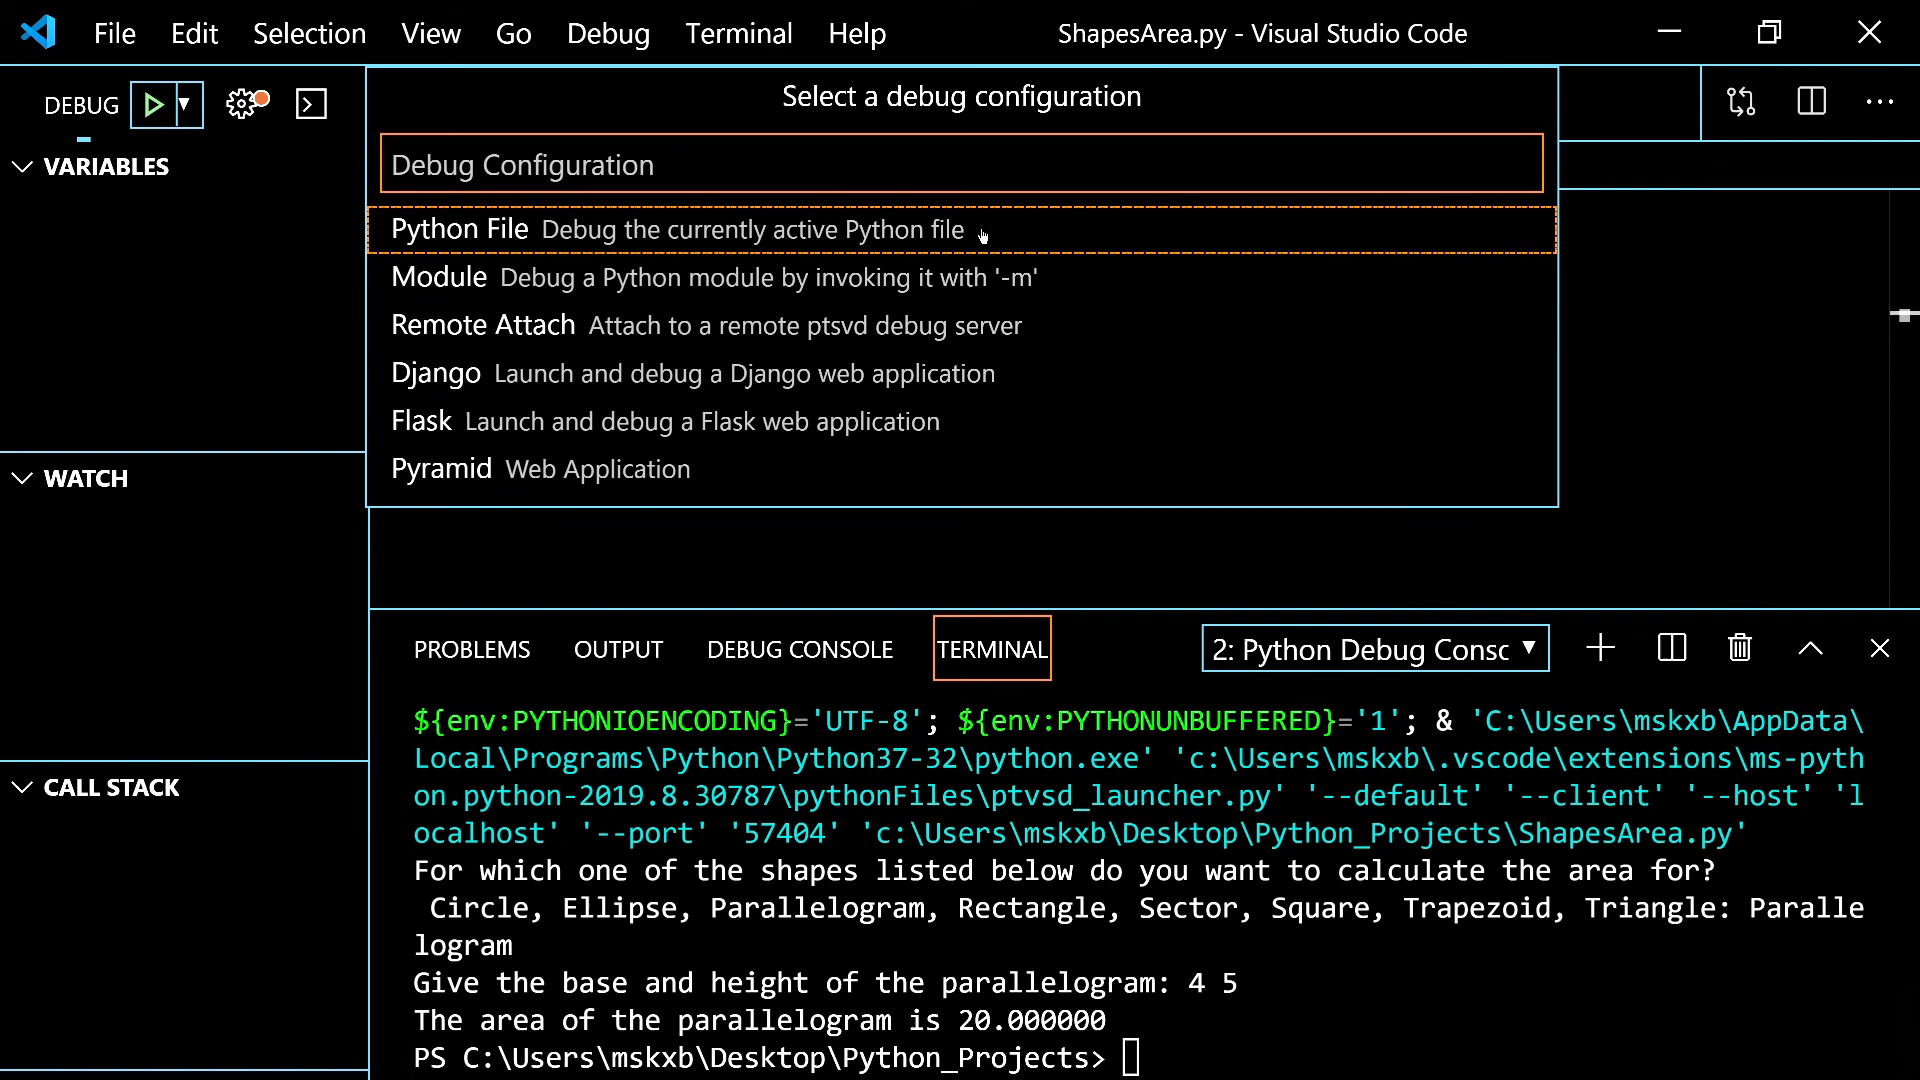 File Edit Selection View Go Debug Terminal Help ShapesArea.py - Visual Studio Code
DEBUG
Select a debug configuration
Debug Configuration
VARIABLES
Python File Debug the currently active Python file
Module Debug a Python module by invoking it with '-m'
Remote Attach Attach to a remote ptsvd debug server
Django Launch and debug a Django web application
Flask Launch and debug a Flask web application
Pyramid Web Application
WATCH
CALL STACK
PROBLEMS OUTPUT DEBUG CONSOLE TERMINAL 2: Python Debug Consc
${env:PYTHONIOENCODING}='UTF-8'; ${env:PYTHONUNBUFFERED}='1'; & 'C:\Users\mskxb\AppData\
Local\Programs\Python\Python37-32\python.exe' 'c:\Users\mskxb\.vscode\extensions\ms-pyth
on.python-2019.8.30787\pythonFiles\ptvsd_launcher.py' '--default' '--client' '--host' 'l
ocalhost' '--port' '57404' 'c:\Users\mskxb\Desktop\Python_Projects\ShapesArea.py'
For which one of the shapes listed below do you want to calculate the area for?
Circle, Ellipse, Parallelogram, Rectangle, Sector, Square, Trapezoid, Triangle: Paralle
logram
Give the base and height of the parallelogram: 4 5
The area of the parallelogram is 20.000000
PS C:\Users\mskxb\Desktop\Python_Projects>